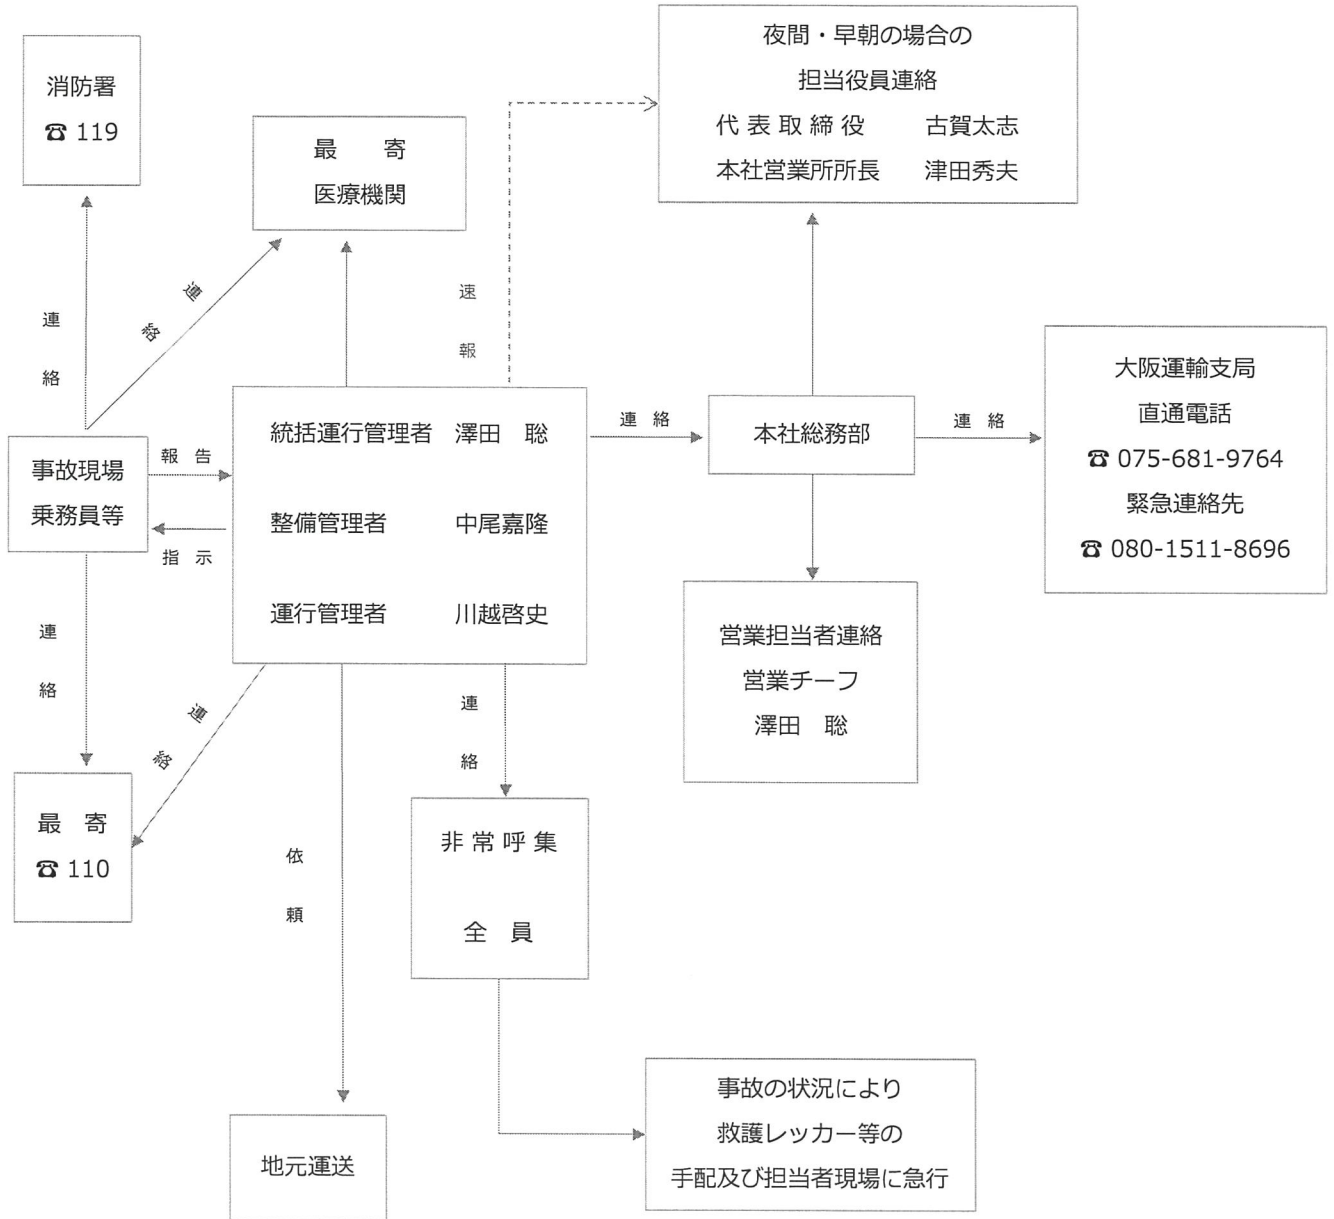 夜間・早朝の場合の
担当役員連絡
代 表 取 締 役　　古賀太志
本社営業所所長　　津田秀夫
消防署
☎ 119
最　　寄
医療機関
連絡
連絡
速報
大阪運輸支局
直通電話
☎ 075-681-9764
緊急連絡先
☎ 080-1511-8696
統括運行管理者　澤田　聡
整備管理者　　　中尾嘉隆
運行管理者　　　川越啓史
連 絡
本社総務部
連 絡
事故現場
乗務員等
報 告
指 示
営業担当者連絡
営業チーフ
澤田　聡
連絡
連絡
連絡
最　寄
☎ 110
依頼
非 常 呼 集
全　員
事故の状況により
救護レッカー等の
手配及び担当者現場に急行
地元運送